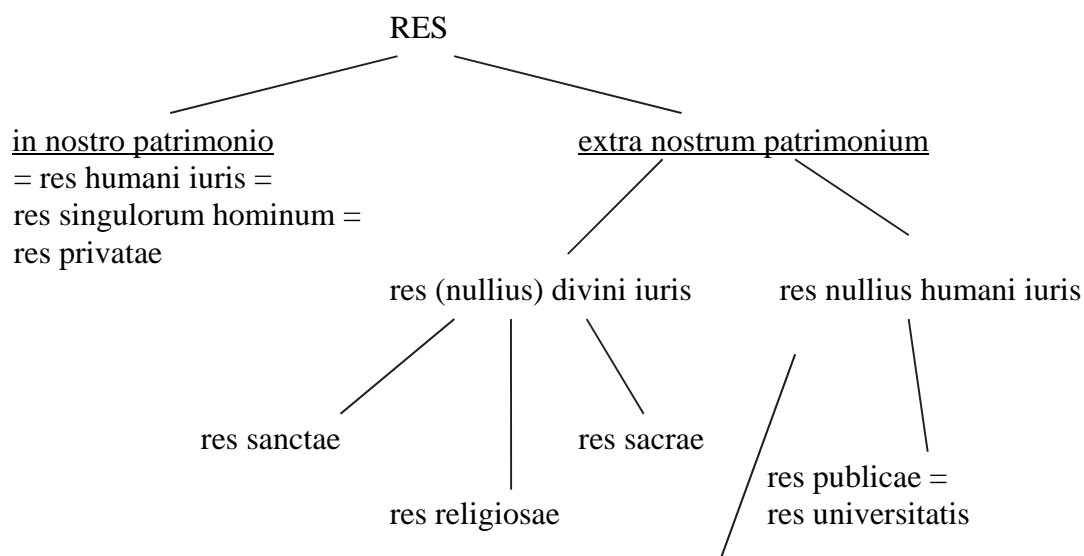 RES
in nostro patrimonio
= res humani iuris =
res singulorum hominum =
res privatae
extra nostrum patrimonium
res (nullius) divini iuris
res nullius humani iuris
res sanctae
res religiosae
res sacrae
res publicae =
res universitatis